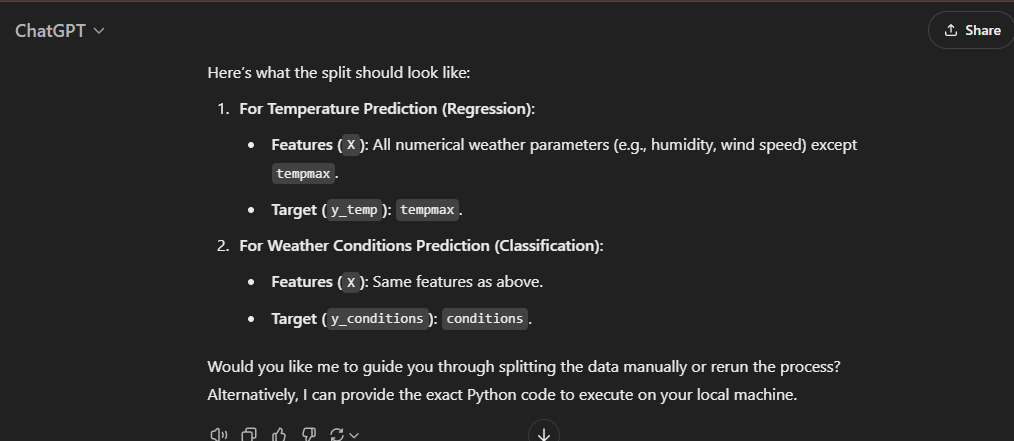 ChatGPT
Share
Here's what the split should look like:
1. For Temperature Prediction (Regression):
• Features (X): All numerical weather parameters (e.g., humidity, wind speed) except
tempmax.
• Target (y_temp): tempmax.
2. For Weather Conditions Prediction (Classification):
• Features (X): Same features as above.
• Target (y_conditions): conditions.
Would you like me to guide you through splitting the data manually or rerun the process?
Alternatively, I can provide the exact Python code to execute on your local machine.